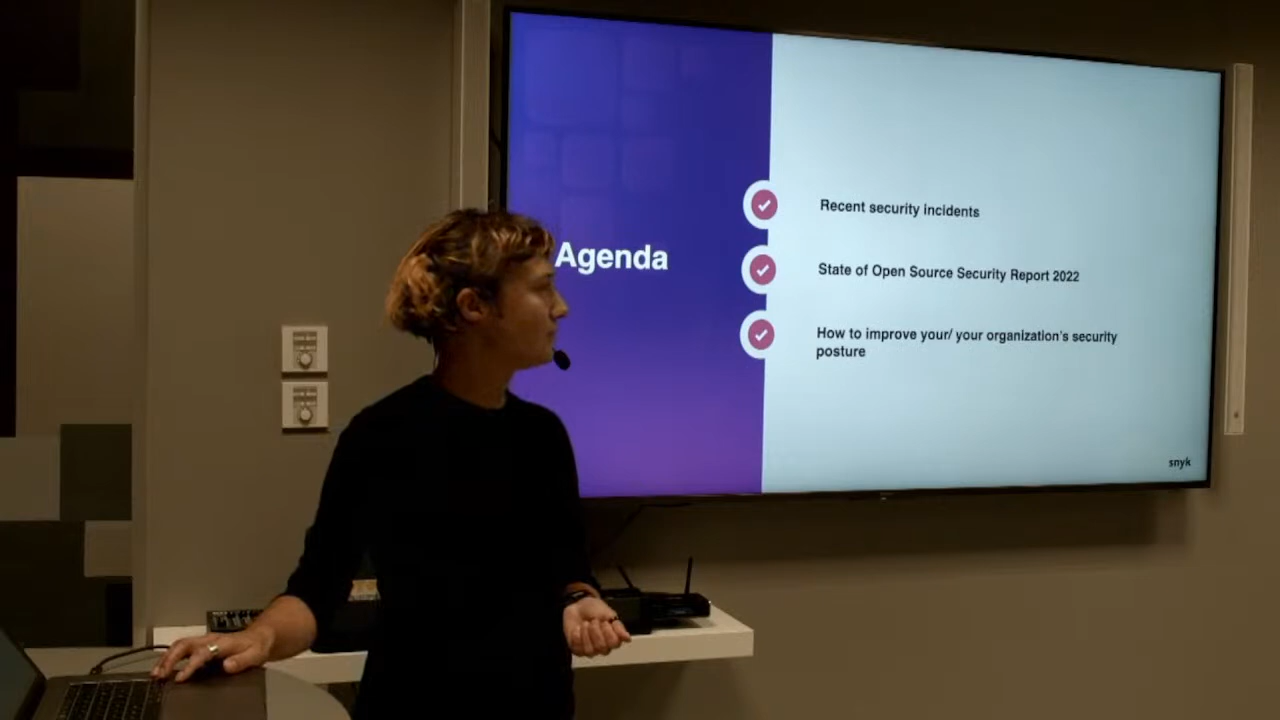 Agenda
Recent security incidents
State of Open Source Security Report 2022
How to improve your/ your organization's security
posture
snyk